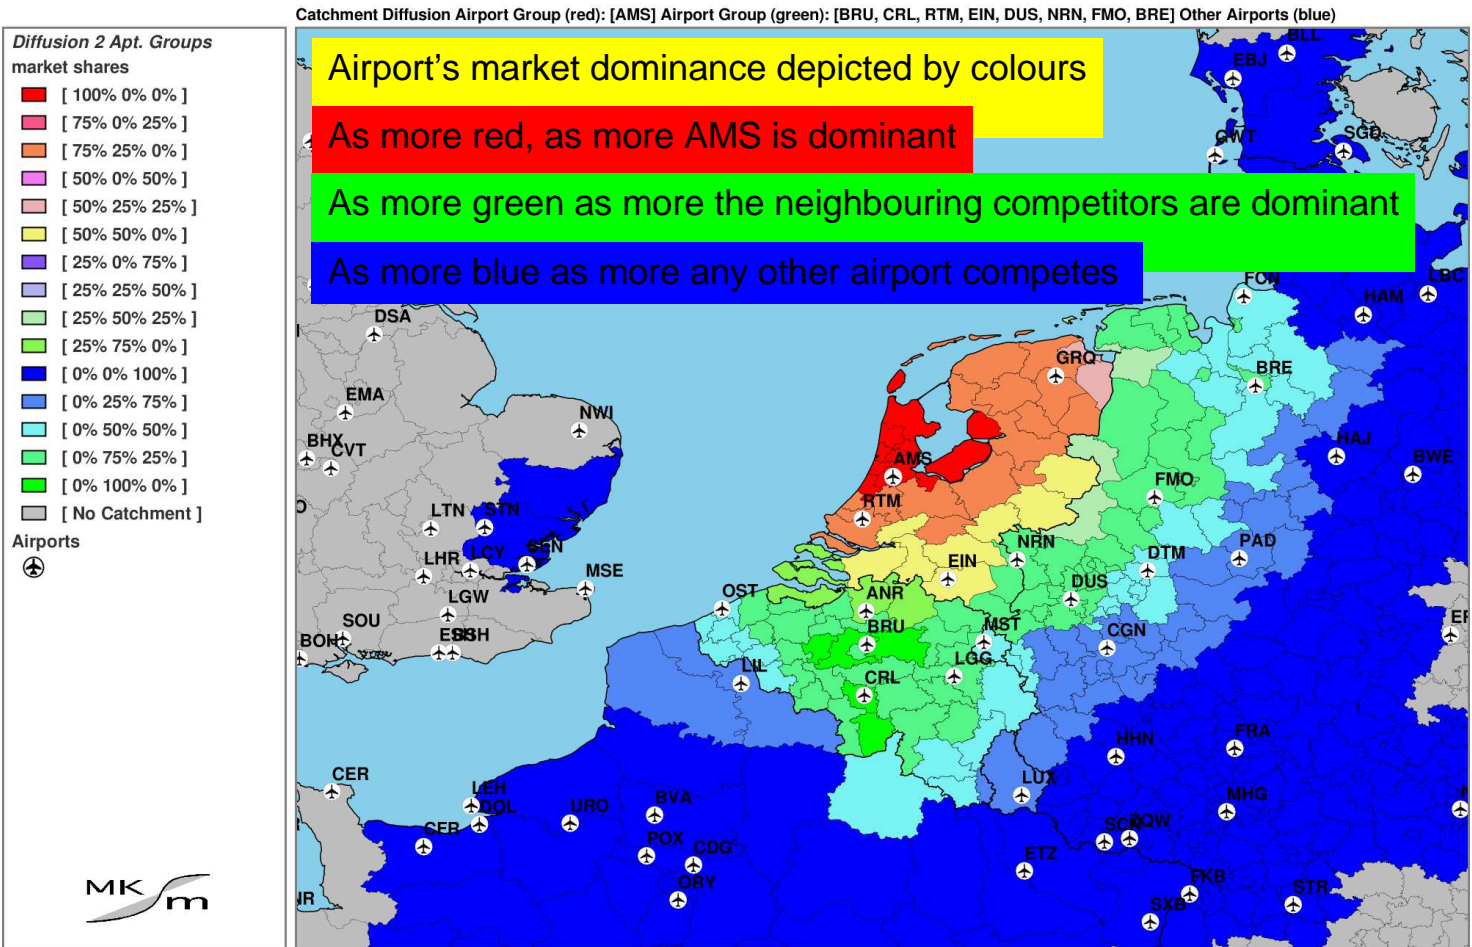 Catchment Diffusion Airport Group (red): [AMS] Airport Group (green): [BRU, CRL, RTM, EIN, DUS, NRN, FMO, BRE] Other Airports (blue)
Diffusion 2 Apt. Groups
market shares
[ 100% 0% 0% ]
[ 75% 0% 25% ]
[ 75% 25% 0% ]
[ 50% 0% 50% ]
[ 50% 25% 25% ]
[ 50% 50% 0% ]
[ 25% 0% 75% ]
[ 25% 25% 50% ]
[ 25% 50% 25% ]
[ 25% 75% 0% ]
[ 0% 0% 100% ]
[ 0% 25% 75% ]
[ 0% 50% 50% ]
[ 0% 75% 25% ]
[ 0% 100% 0% ]
[ No Catchment ]
Airports
MK m
Airport's market dominance depicted by colours
As more red, as more AMS is dominant
As more green as more the neighbouring competitors are dominant
As more blue as more any other airport competes
BLL
EBJ
GWT
SGD
FCN
LBC
HAM
DSA
GRQ
BRE
EMA
NWI
BHX
CVT
HAJ
BWE
AMS
FMO
RTM
LTN
STN
LHR
LCY
SEN
NRN
DTM
PAD
EIN
MSE
DUS
LGW
OST
ANR
SOU
BOH
BRU
MST
CGN
LIL
LGG
CRL
HHN
FRA
CER
LUX
LEH
DOL
URO
BVA
MHG
CER
POX
CDG
ZQW
ORY
ETZ
FKB
STR
SXB